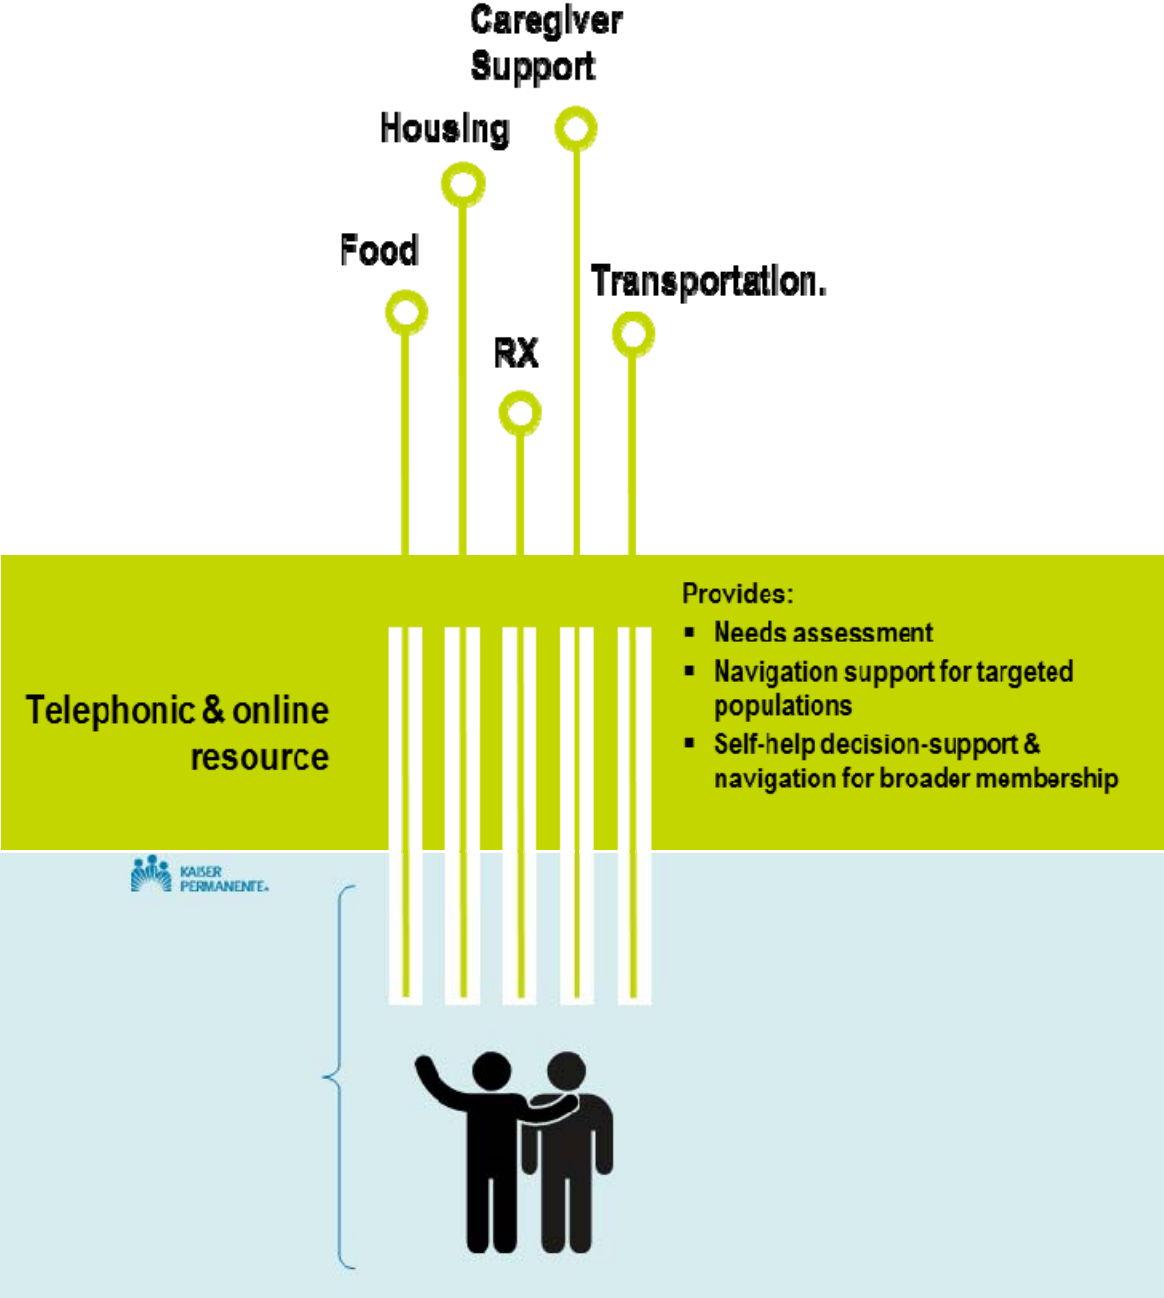 Caregiver
Support
Housing
Food
Transportation.
RX
Provides:
▪ Needs assessment
▪ Navigation support for targeted
populations
▪ Self-help decision-support &
navigation for broader membership
Telephonic & online
resource
KAISER
PERMANENTE®